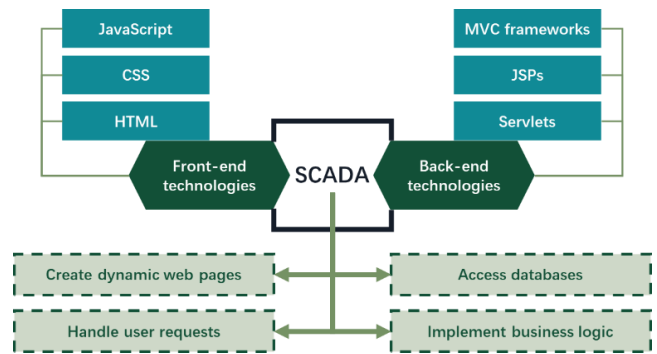 JavaScript
MVC frameworks
CSS
JSPs
HTML
Servlets
Front-end
technologies
SCADA
Back-end
technologies
Create dynamic web pages
Access databases
Handle user requests
Implement business logic